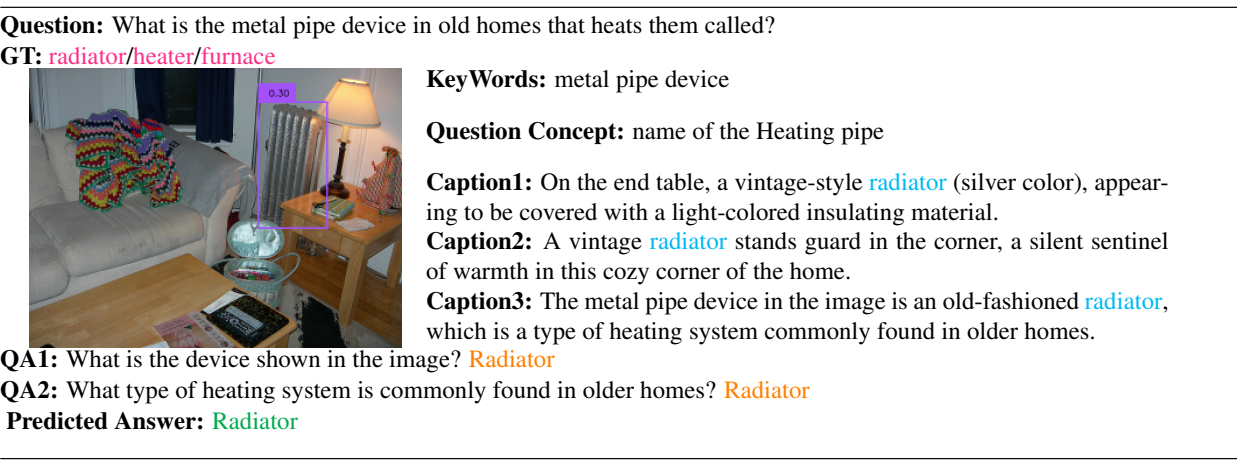 Question: What is the metal pipe device in old homes that heats them called?
GT: radiator/heater/furnace
0.30
KeyWords: metal pipe device
Question Concept: name of the Heating pipe
Caption1: On the end table, a vintage-style radiator (silver color), appear-
ing to be covered with a light-colored insulating material.
Caption2: A vintage radiator stands guard in the corner, a silent sentinel
of warmth in this cozy corner of the home.
Caption3: The metal pipe device in the image is an old-fashioned radiator,
which is a type of heating system commonly found in older homes.
QA1: What is the device shown in the image? Radiator
QA2: What type of heating system is commonly found in older homes? Radiator
Predicted Answer: Radiator